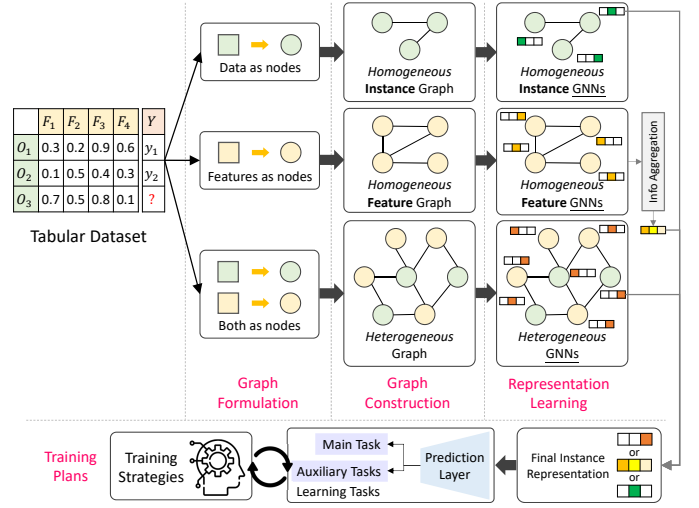 F1 F2 F3 F4 Y
O1 0.3 0.2 0.9 0.6 y1
O2 0.1 0.5 0.4 0.3 y2
O3 0.7 0.5 0.8 0.1 ?
Tabular Dataset
Data as nodes
Features as nodes
Both as nodes
Homogeneous
Instance Graph
Homogeneous
Feature Graph
Heterogeneous
Graph
Homogeneous
Instance GNNs
Homogeneous
Feature GNNs
Heterogeneous
GNNs
Info Aggregation
Graph
Formulation
Graph
Construction
Representation
Learning
Training
Plans
Training
Strategies
Main Task
Auxiliary Tasks
Learning Tasks
Prediction
Layer
Final Instance
Representation
or
or